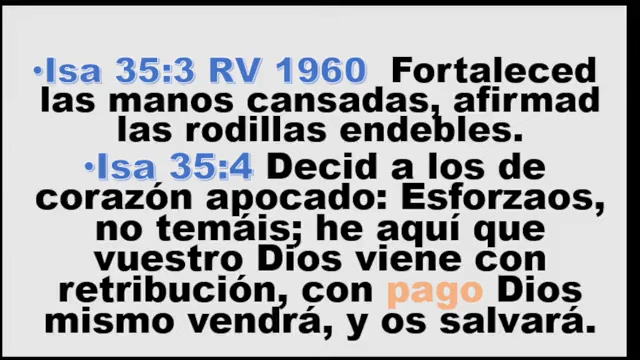 •Isa 35:3 RV 1960 Fortaleced
las manos cansadas, afirmad
las rodillas endebles.
•Isa 35:4 Decid a los de
corazón apocado: Esforzaos,
no temáis; he aquí que
vuestro Dios viene con
retribución, con pago Dios
mismo vendrá, y os salvará.